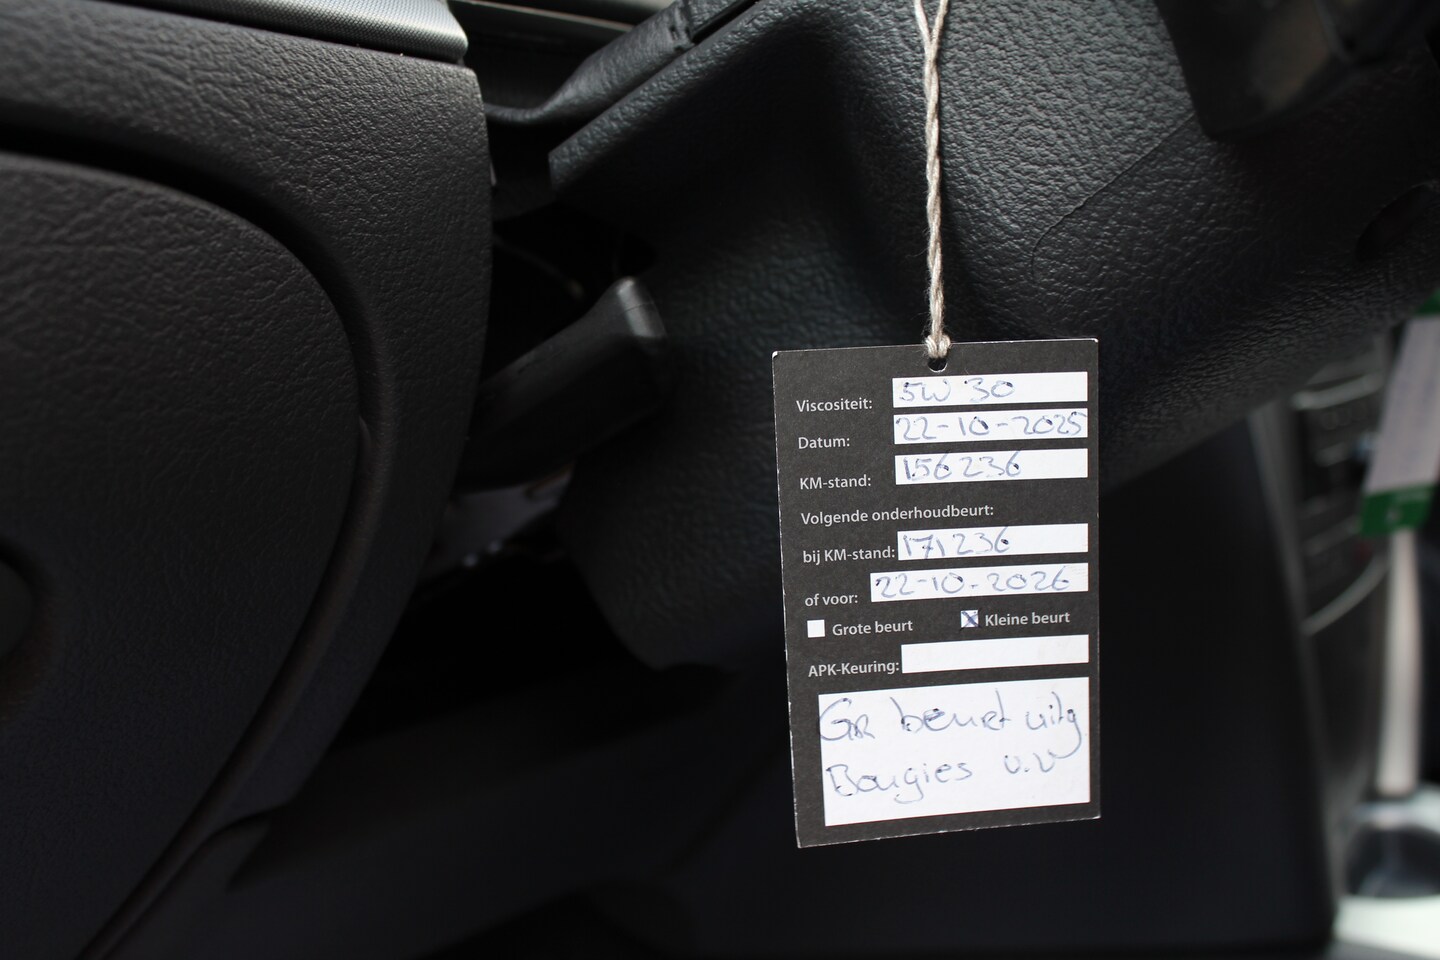 Viscositeit: 5W 30
Datum: 22-10-2025
KM-stand: 156236
Volgende onderhoudbeurt:
bij KM-stand: 171236
of voor: 22-10-2026
Grote beurt Kleine beurt
APK-Keuring:
Gr beurt uitg
Bougies v.v